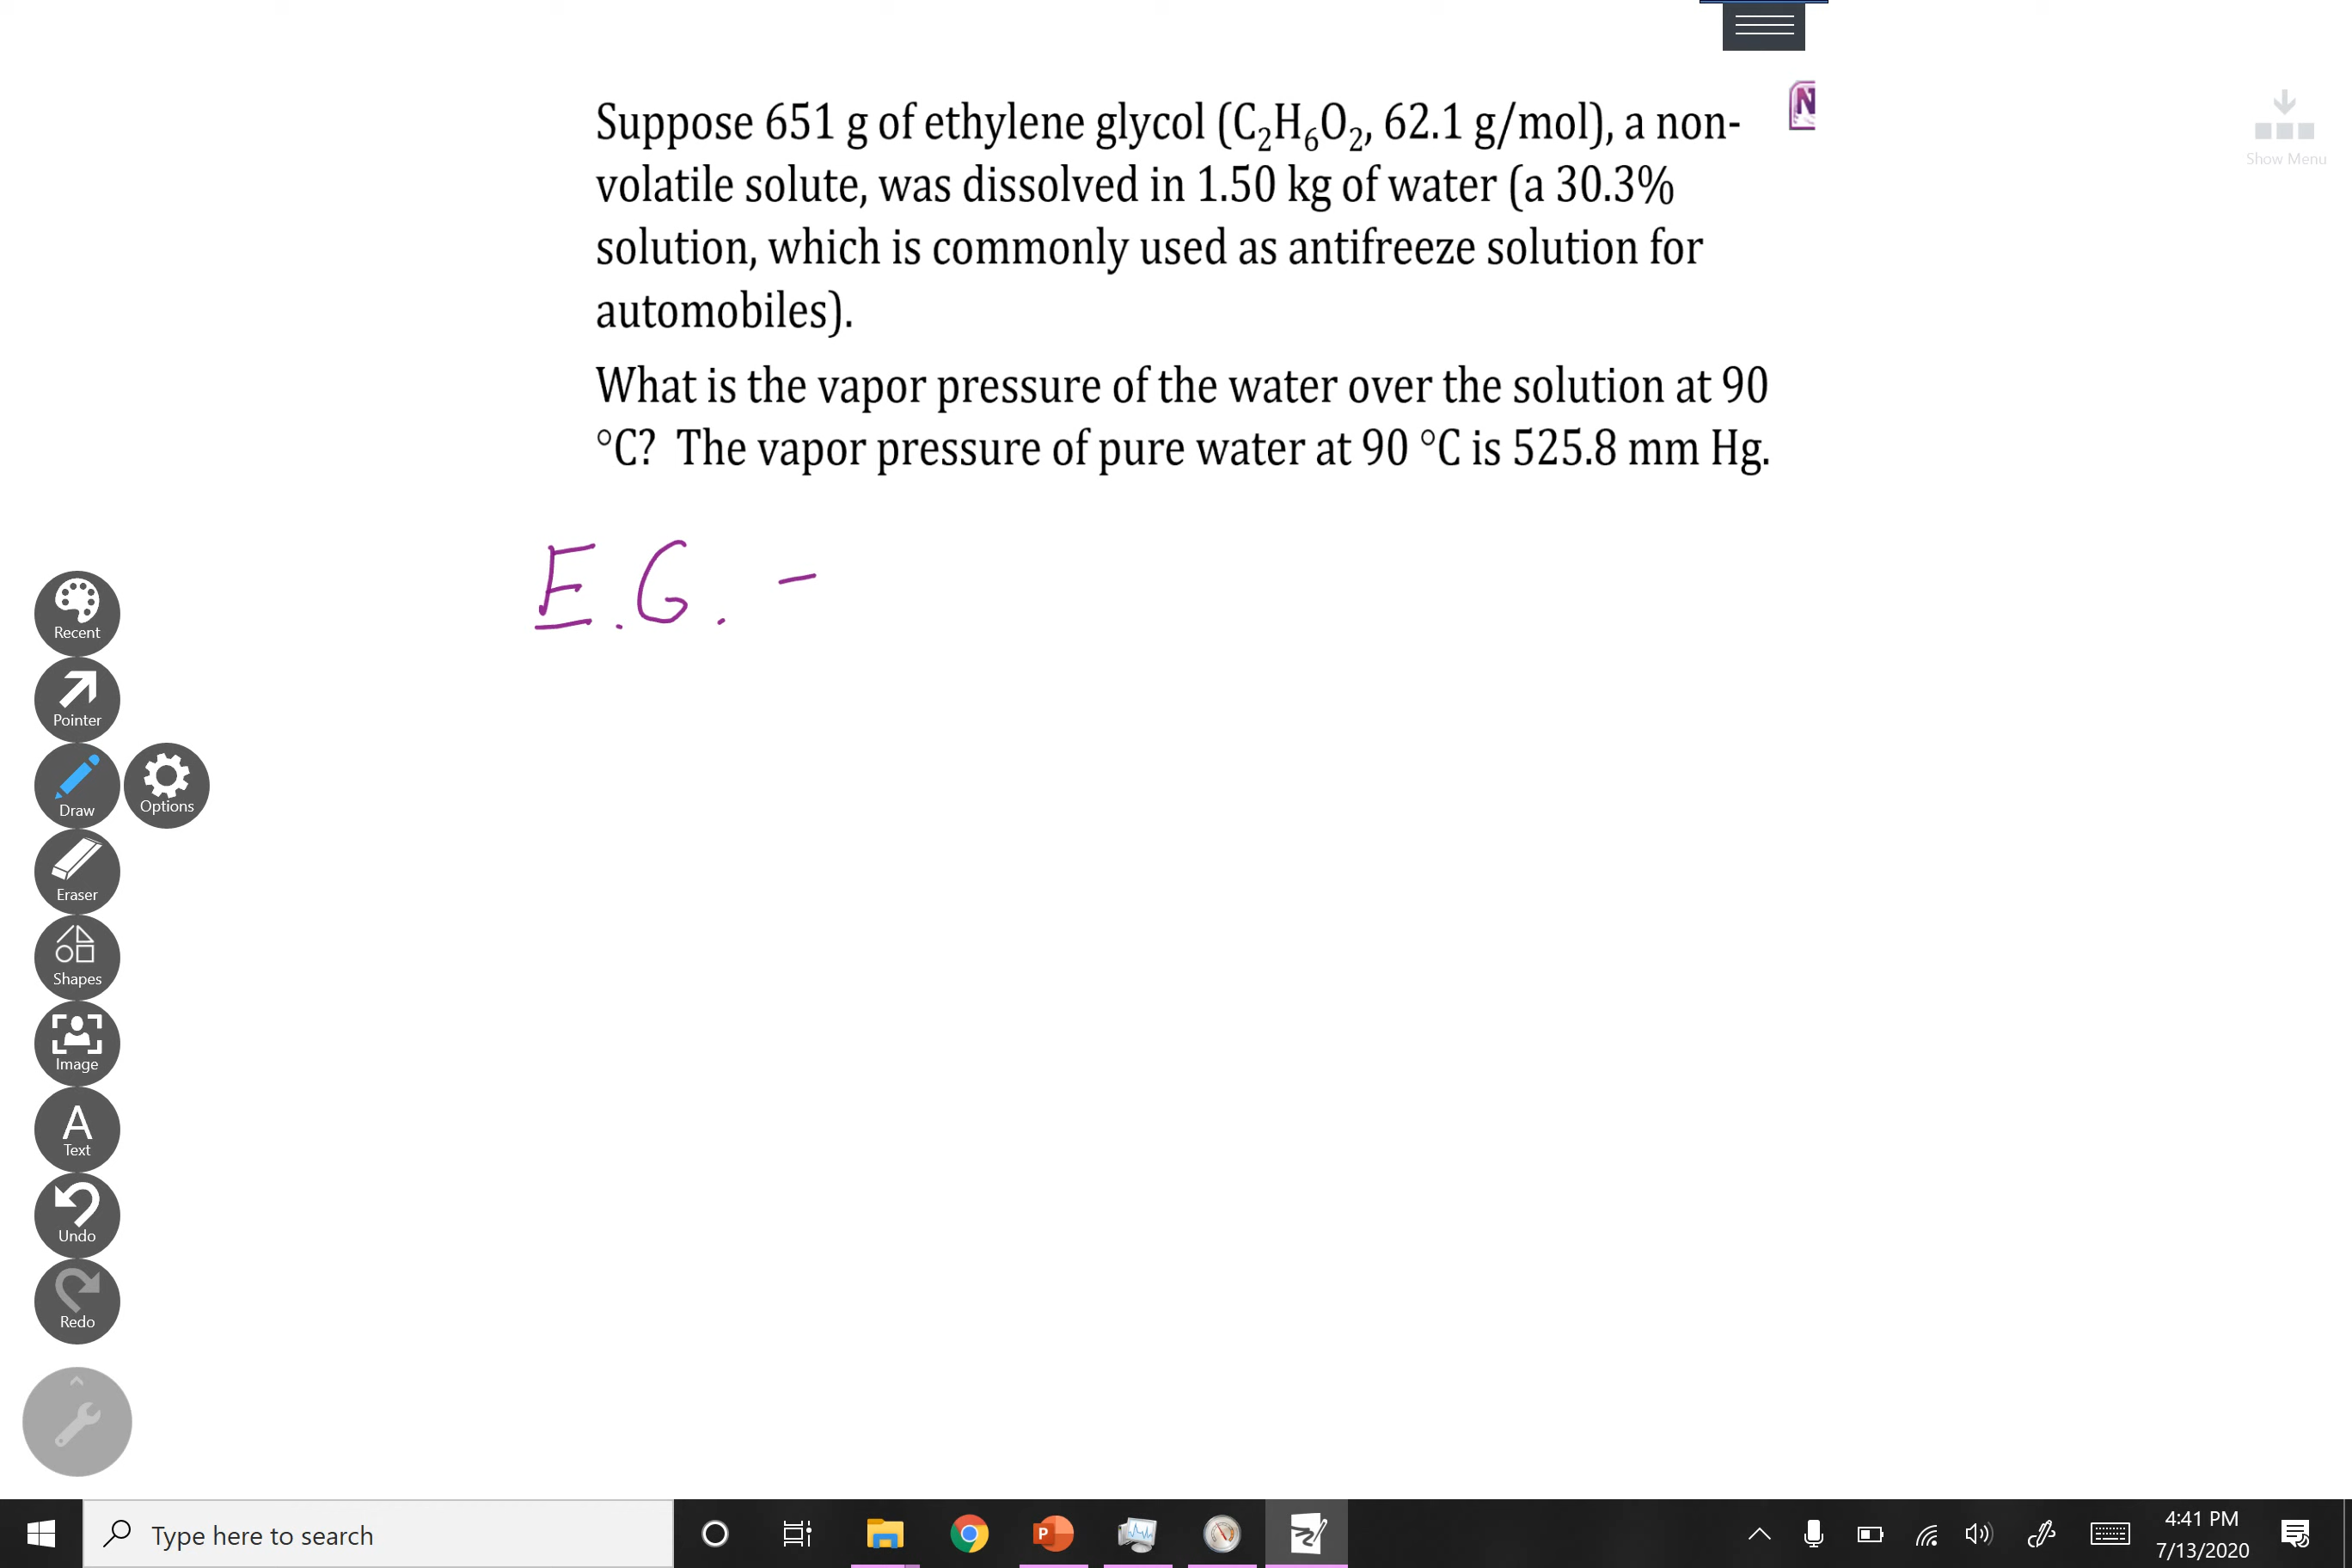 Suppose 651 g of ethylene glycol (C₂H₆O₂, 62.1 g/mol), a non-
N
volatile solute, was dissolved in 1.50 kg of water (a 30.3%
Show Menu
solution, which is commonly used as antifreeze solution for
automobiles).
What is the vapor pressure of the water over the solution at 90
°C? The vapor pressure of pure water at 90 °C is 525.8 mm Hg.
E.G. -
Recent
Pointer
Draw
Options
Eraser
Shapes
Image
A
Text
Undo
Redo
Type here to search
P
4:41 PM
7/13/2020